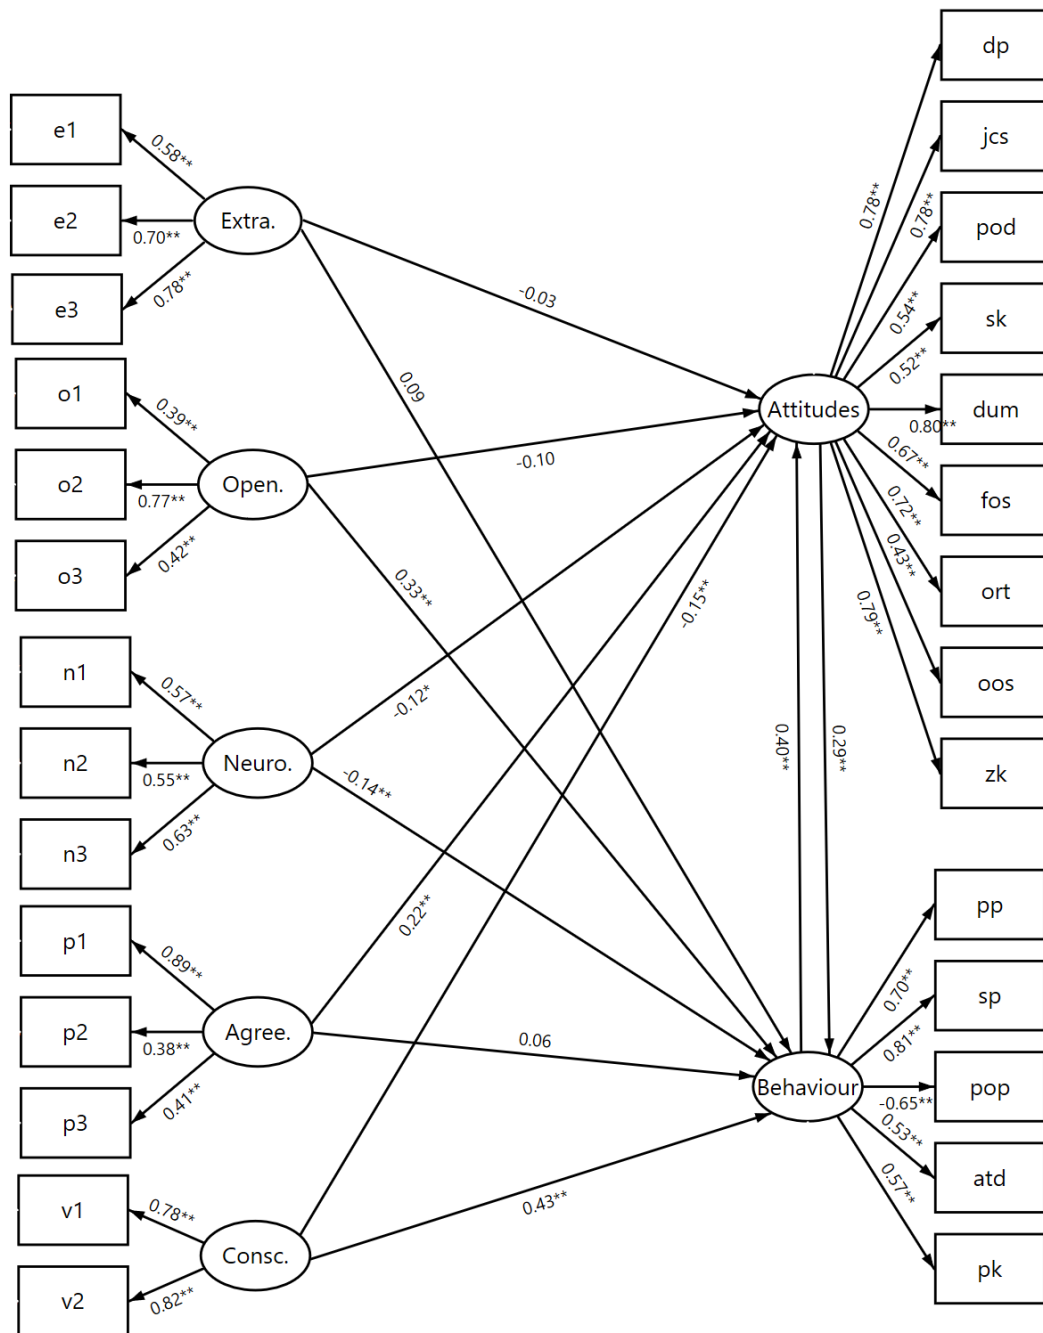 dp
jcs
pod
sk
dum
fos
ort
oos
zk
pp
sp
pop
atd
pk
e1
e2
e3
o1
o2
o3
n1
n2
n3
p1
p2
p3
v1
v2
Extra.
Open.
Neuro.
Agree.
Consc.
Attitudes
Behaviour
0.58**
0.70**
0.78**
0.39**
0.77**
0.42**
0.57**
0.55**
0.63**
0.89**
0.38**
0.41**
0.78**
0.82**
-0.03
0.09
-0.10
0.33**
-0.12*
-0.14**
0.22**
0.06
-0.15**
0.43**
0.40**
0.29**
0.78**
0.78**
0.54**
0.52**
0.80**
0.67**
0.72**
0.43**
0.79**
0.70**
0.81**
-0.65**
0.53**
0.57**